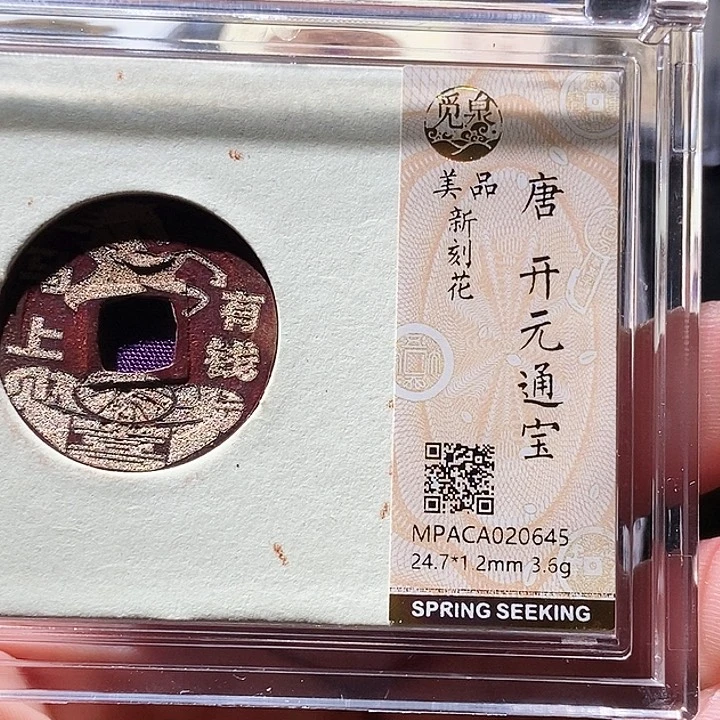 觅泉
唐 开元通宝
美品
新刻花
MPACA020645
24.7*1.2mm 3.6g
SPRING SEEKING
上
有钱